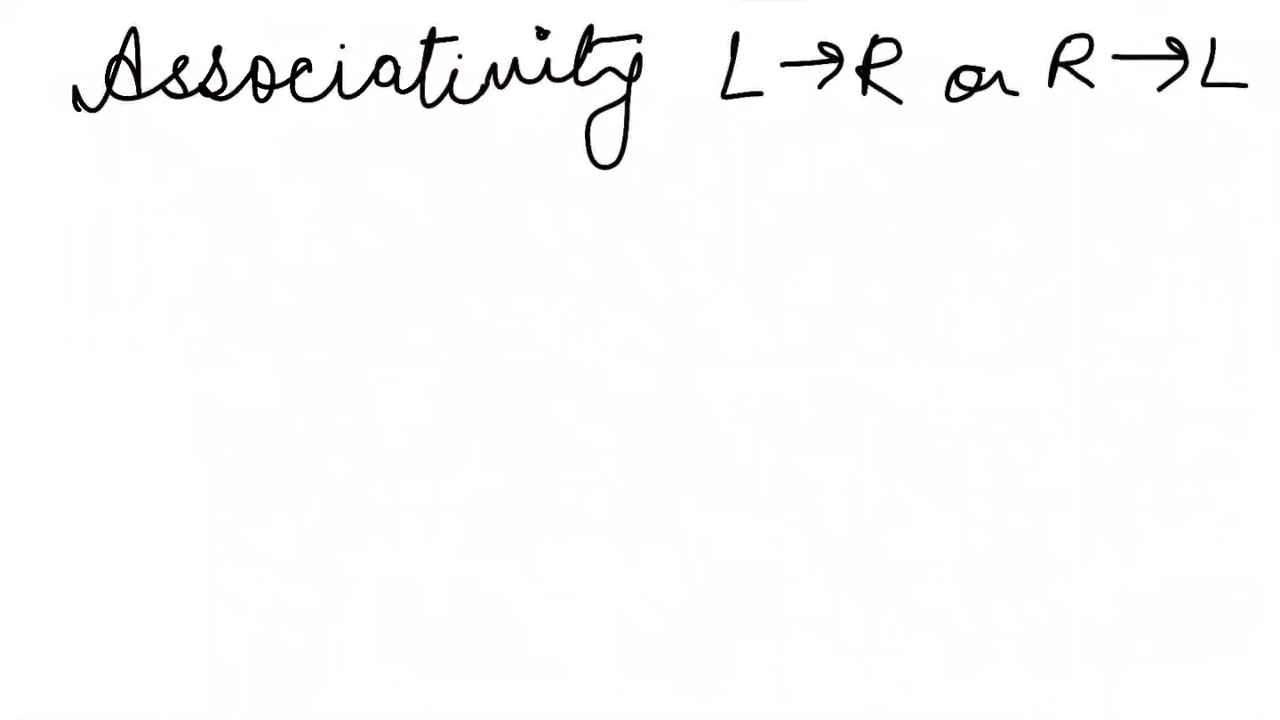 Associativity L → R or R → L